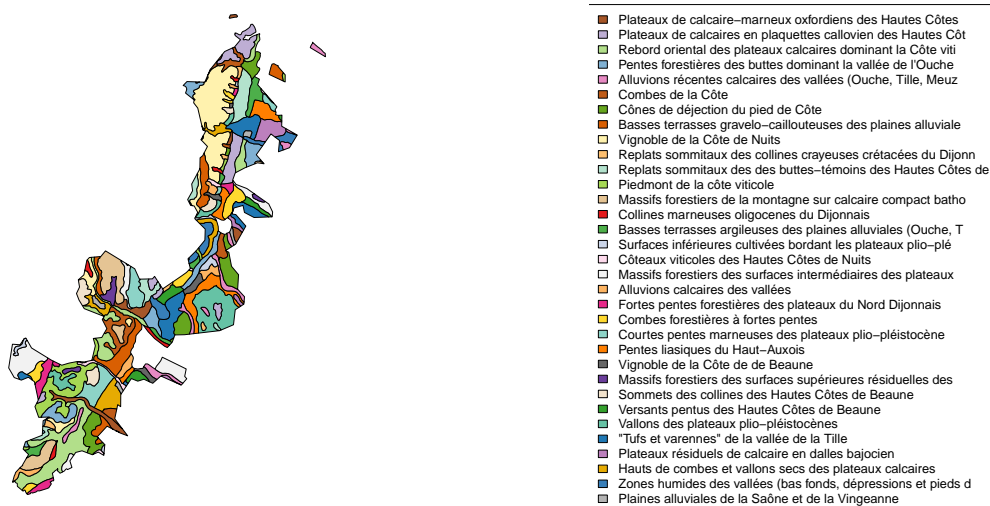 Plateaux de calcaire−marneux oxfordiens des Hautes Côtes
Plateaux de calcaires en plaquettes callovien des Hautes Côt
Rebord oriental des plateaux calcaires dominant la Côte viti
Pentes forestières des buttes dominant la vallée de l'Ouche
Alluvions récentes calcaires des vallées (Ouche, Tille, Meuz
Combes de la Côte
Cônes de déjection du pied de Côte
Basses terrasses gravelo−caillouteuses des plaines alluviale
Vignoble de la Côte de Nuits
Replats sommitaux des collines crayeuses crétacées du Dijonn
Replats sommitaux des des buttes−témoins des Hautes Côtes de
Piedmont de la côte viticole
Massifs forestiers de la montagne sur calcaire compact batho
Collines marneuses oligocenes du Dijonnais
Basses terrasses argileuses des plaines alluviales (Ouche, T
Surfaces inférieures cultivées bordant les plateaux plio−plé
Côteaux viticoles des Hautes Côtes de Nuits
Massifs forestiers des surfaces intermédiaires des plateaux
Alluvions calcaires des vallées
Fortes pentes forestières des plateaux du Nord Dijonnais
Combes forestières à fortes pentes
Courtes pentes marneuses des plateaux plio−pléistocène
Pentes liasiques du Haut−Auxois
Vignoble de la Côte de de Beaune
Massifs forestiers des surfaces supérieures résiduelles des
Sommets des collines des Hautes Côtes de Beaune
Versants pentus des Hautes Côtes de Beaune
Vallons des plateaux plio−pléistocènes
"Tufs et varennes" de la vallée de la Tille
Plateaux résiduels de calcaire en dalles bajocien
Hauts de combes et vallons secs des plateaux calcaires
Zones humides des vallées (bas fonds, dépressions et pieds d
Plaines alluviales de la Saône et de la Vingeanne